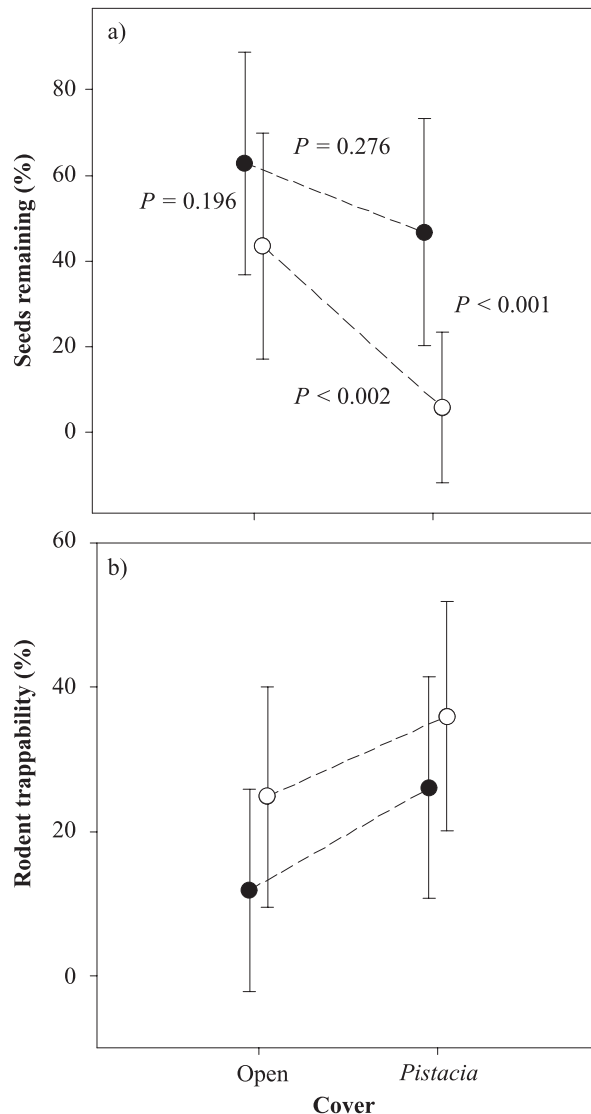 a)
80
60
40
20
0
Seeds remaining (%)
P = 0.276
P = 0.196
P < 0.001
P < 0.002
b)
60
40
20
0
Rodent trappability (%)
Open
Pistacia
Cover